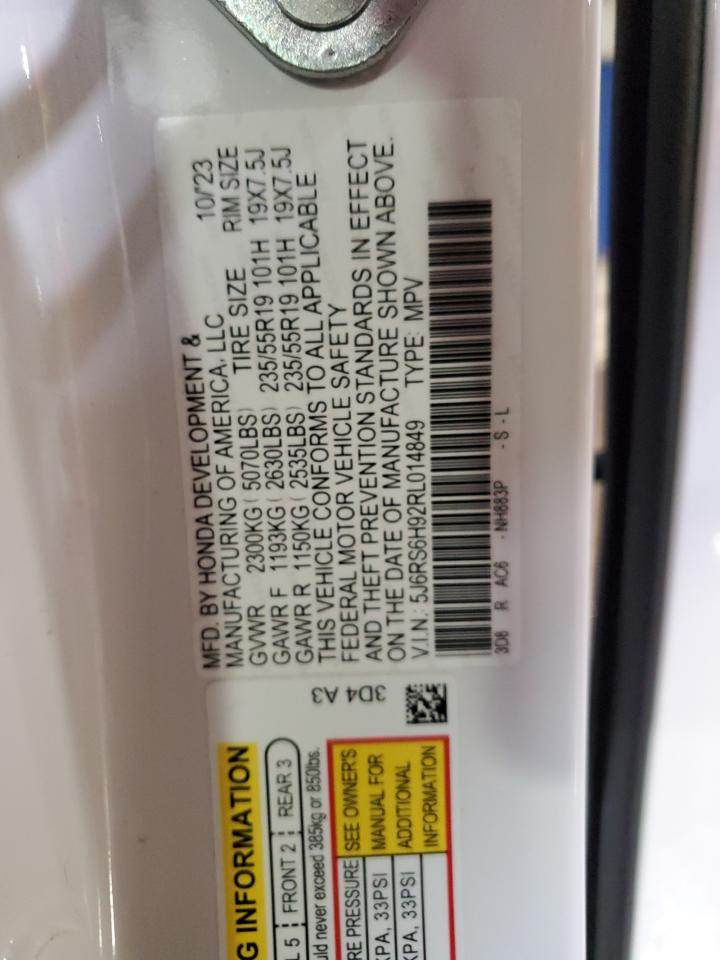 MFD. BY HONDA DEVELOPMENT &
MANUFACTURING OF AMERICA, LLC 10/'23
GVWR 2300KG ( 5070LBS) TIRE SIZE RIM SIZE
GAWR F 1193KG ( 2630LBS) 235/55R19 101H 19X7.5J
GAWR R 1150KG ( 2535LBS) 235/55R19 101H 19X7.5J
THIS VEHICLE CONFORMS TO ALL APPLICABLE
FEDERAL MOTOR VEHICLE SAFETY
AND THEFT PREVENTION STANDARDS IN EFFECT
ON THE DATE OF MANUFACTURE SHOWN ABOVE.
V.I.N.: 5J6RS6H92RL014849 TYPE: MPV
3D8 R AC6 - NH883P - S - L
3D4 A3
G INFORMATION
L 5 FRONT 2 REAR 3
uld never exceed 385kg or 850lbs.
RE PRESSURE SEE OWNER'S
KPA, 33PSI MANUAL FOR
KPA, 33PSI ADDITIONAL
INFORMATION